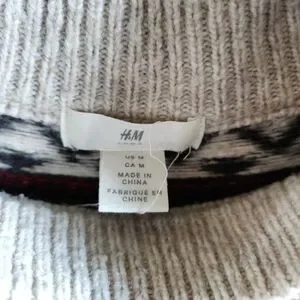 H&M
US M
CA M
MADE IN
CHINA
FABRIQUÉ EN
CHINE